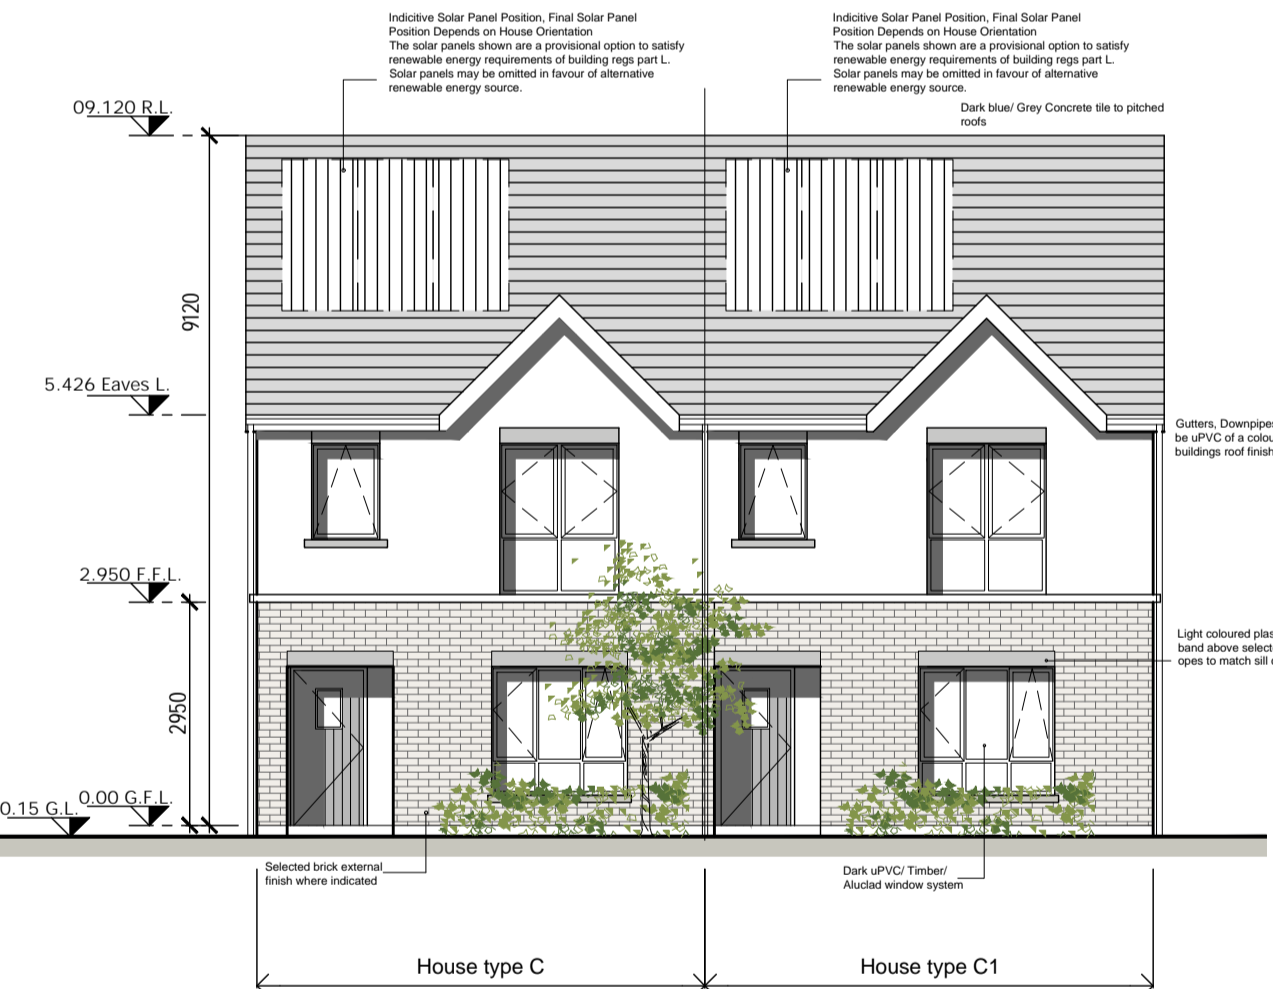 Indicitive Solar Panel Position, Final Solar Panel
Position Depends on House Orientation
The solar panels shown are a provisional option to satisfy
renewable energy requirements of building regs part L.
Solar panels may be omitted in favour of alternative
renewable energy source.
Indicitive Solar Panel Position, Final Solar Panel
Position Depends on House Orientation
The solar panels shown are a provisional option to satisfy
renewable energy requirements of building regs part L.
Solar panels may be omitted in favour of alternative
renewable energy source.
Dark blue/ Grey Concrete tile to pitched
roofs
09.120 R.L.
9120
5.426 Eaves L.
Gutters, Downpipes
be uPVC of a colou
buildings roof finish
2.950 F.F.L.
2950
Light coloured plas
band above select
opes to match sill
0.15 G.L.
0.00 G.F.L.
Selected brick external
finish where indicated
Dark uPVC/ Timber/
Aluclad window system
House type C
House type C1